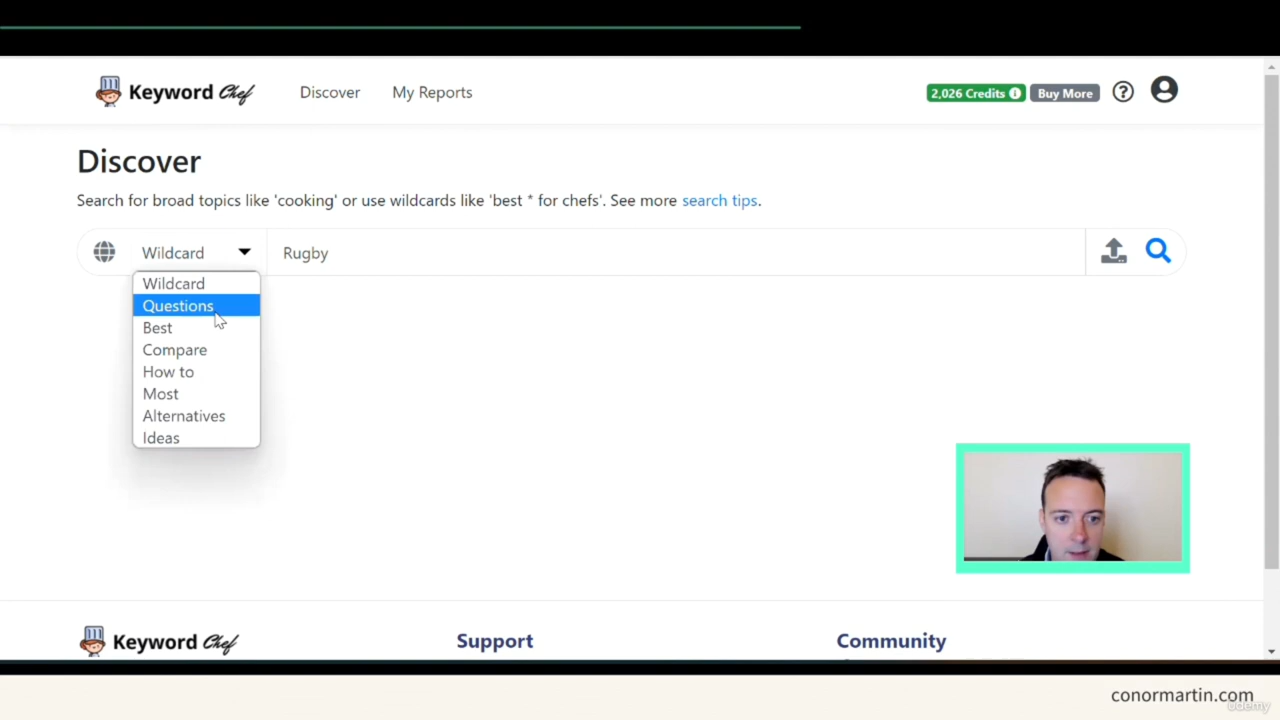 Keyword Chef
Discover
My Reports
2,026 Credits
Buy More
Discover
Search for broad topics like 'cooking' or use wildcards like 'best * for chefs'. See more search tips.
Wildcard
Rugby
Wildcard
Questions
Best
Compare
How to
Most
Alternatives
Ideas
Keyword Chef
Support
Community
conormartin.com
udemy